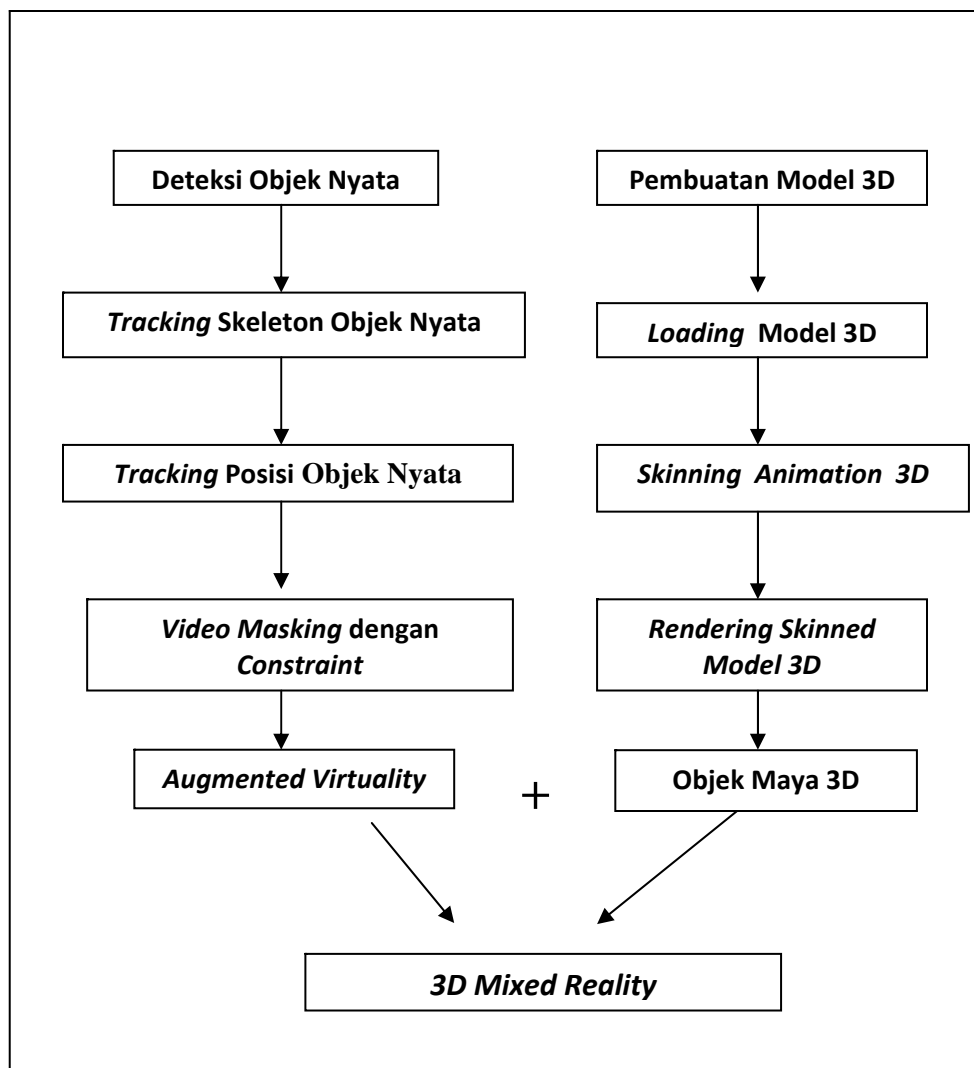 Deteksi Objek Nyata
Pembuatan Model 3D
Tracking Skeleton Objek Nyata
Loading Model 3D
Tracking Posisi Objek Nyata
Skinning Animation 3D
Video Masking dengan
Constraint
Rendering Skinned
Model 3D
Augmented Virtuality
+
Objek Maya 3D
3D Mixed Reality